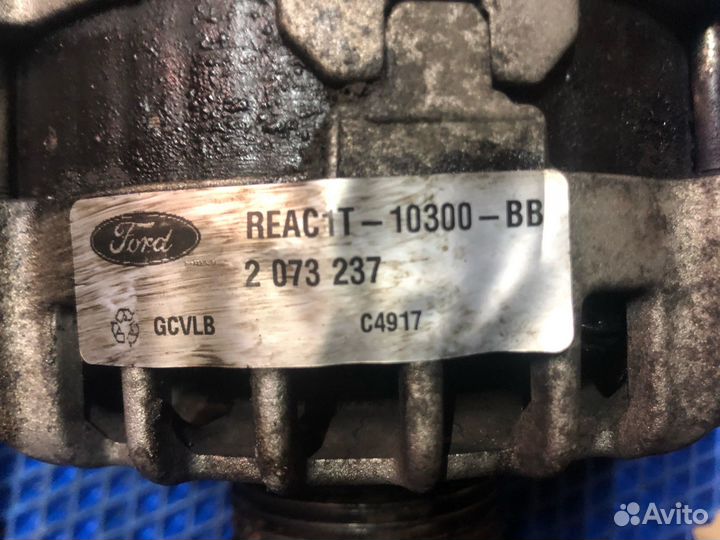 Ford
REAC1T-10300-BB
2 073 237
GCVLB
C4917
Avito